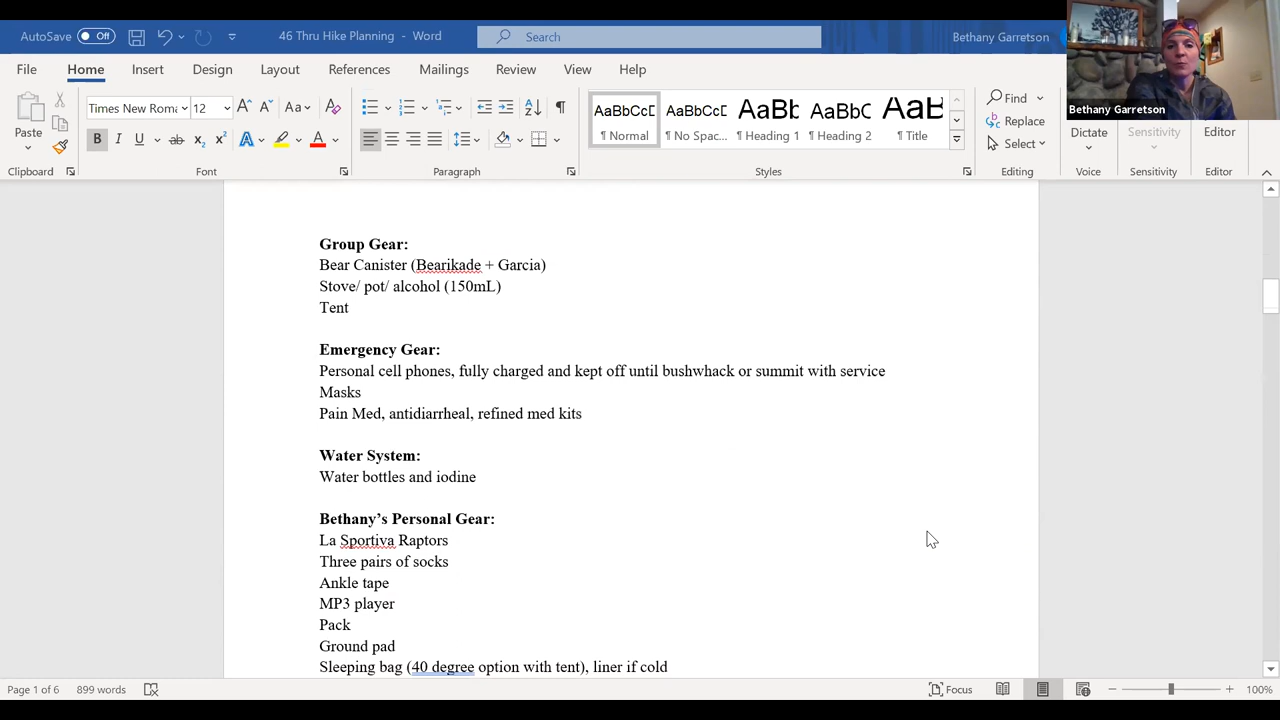 AutoSave Off 46 Thru Hike Planning - Word Search Bethany Garretson
File Home Insert Design Layout References Mailings Review View Help
Bethany Garretson
Times New Roma 12 Aa
AaBbCcD AaBbCcD AaBb AaBbC AaB
Find
Replace
Select
Paste
B I U ab x2 x2 A A
¶ Normal ¶ No Spac... ¶ Heading 1 ¶ Heading 2 ¶ Title
Dictate Sensitivity Editor
Clipboard Font Paragraph Styles Editing Voice Sensitivity Editor
Group Gear:
Bear Canister (Bearikade + Garcia)
Stove/ pot/ alcohol (150mL)
Tent
Emergency Gear:
Personal cell phones, fully charged and kept off until bushwhack or summit with service
Masks
Pain Med, antidiarrheal, refined med kits
Water System:
Water bottles and iodine
Bethany’s Personal Gear:
La Sportiva Raptors
Three pairs of socks
Ankle tape
MP3 player
Pack
Ground pad
Sleeping bag (40 degree option with tent), liner if cold
Page 1 of 6 899 words Focus 100%